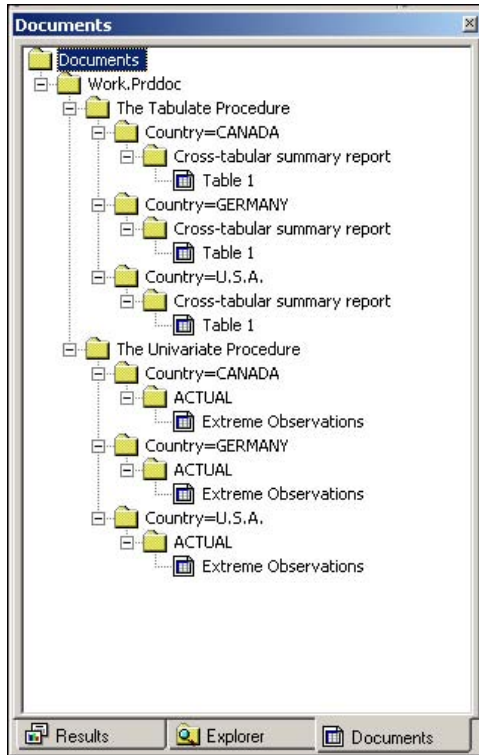 Documents
Documents
Work.Prddoc
The Tabulate Procedure
Country=CANADA
Cross-tabular summary report
Table 1
Country=GERMANY
Cross-tabular summary report
Table 1
Country=U.S.A.
Cross-tabular summary report
Table 1
The Univariate Procedure
Country=CANADA
ACTUAL
Extreme Observations
Country=GERMANY
ACTUAL
Extreme Observations
Country=U.S.A.
ACTUAL
Extreme Observations
Results Explorer Documents